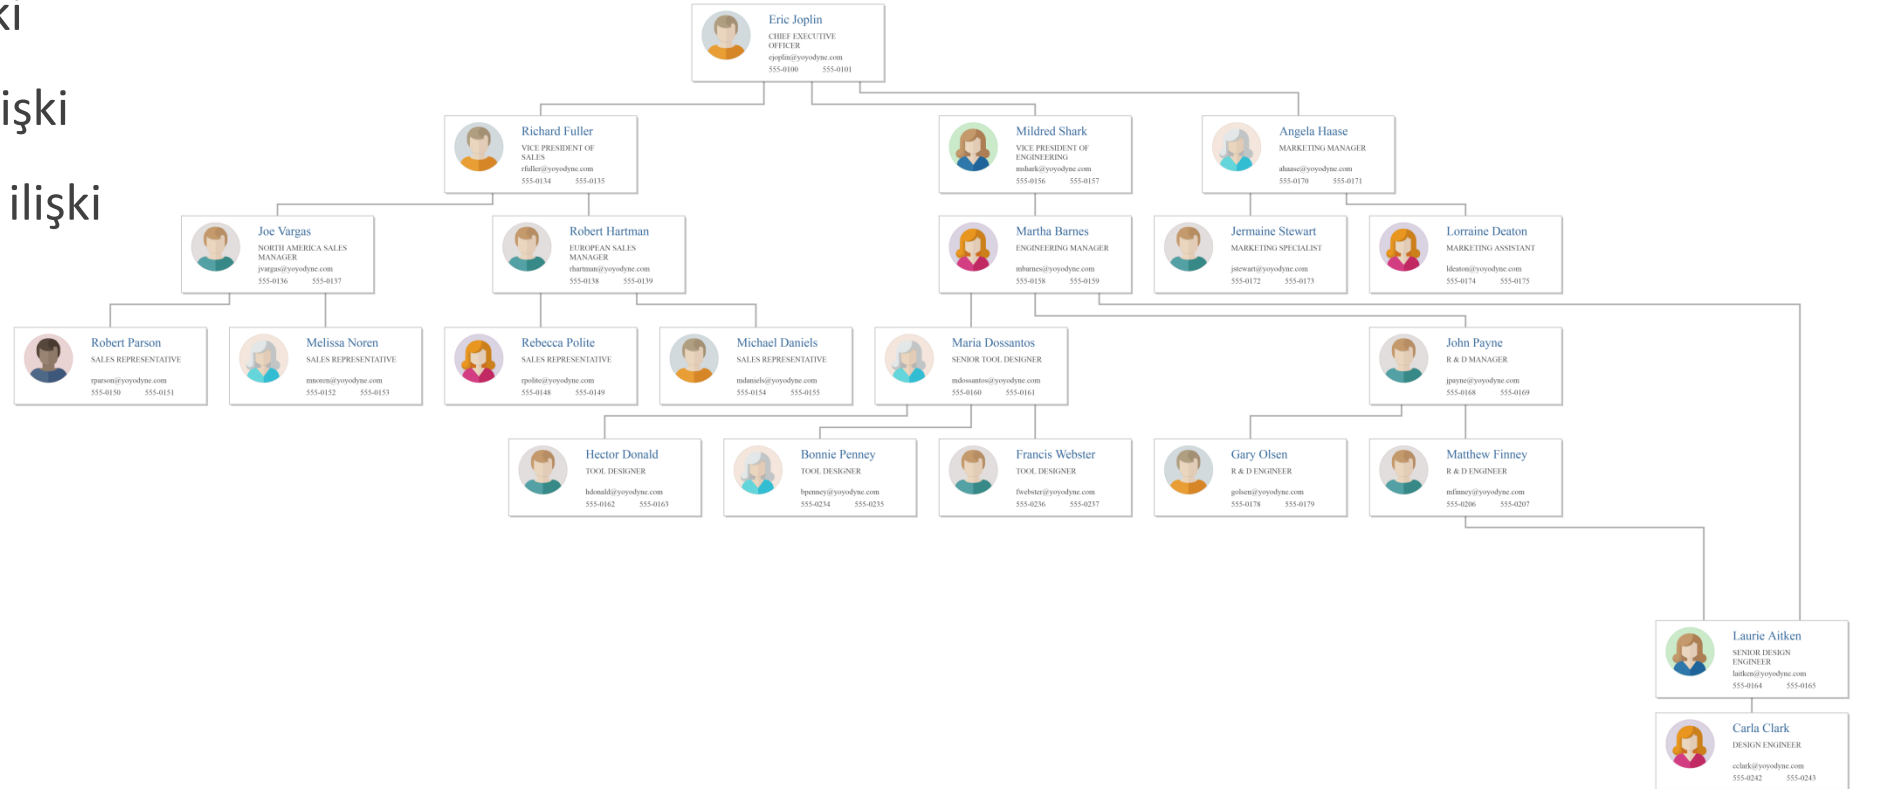 ki
işki
ilişki
Eric Joplin
CHIEF EXECUTIVE
OFFICER
ejoplin@yoyodyne.com
555-0100 555-0101
Richard Fuller
VICE PRESIDENT OF
SALES
rfuller@yoyodyne.com
555-0134 555-0135
Mildred Shark
VICE PRESIDENT OF
ENGINEERING
mshark@yoyodyne.com
555-0156 555-0157
Angela Haase
MARKETING MANAGER
ahaase@yoyodyne.com
555-0170 555-0171
Joe Vargas
NORTH AMERICA SALES
MANAGER
jvargas@yoyodyne.com
555-0136 555-0137
Robert Hartman
EUROPEAN SALES
MANAGER
rhartman@yoyodyne.com
555-0138 555-0139
Martha Barnes
ENGINEERING MANAGER
mbarnes@yoyodyne.com
555-0158 555-0159
Jermaine Stewart
MARKETING SPECIALIST
jstewart@yoyodyne.com
555-0172 555-0173
Lorraine Deaton
MARKETING ASSISTANT
ldeaton@yoyodyne.com
555-0174 555-0175
Robert Parson
SALES REPRESENTATIVE
rparson@yoyodyne.com
555-0150 555-0151
Melissa Noren
SALES REPRESENTATIVE
mnoren@yoyodyne.com
555-0152 555-0153
Rebecca Polite
SALES REPRESENTATIVE
rpolite@yoyodyne.com
555-0148 555-0149
Michael Daniels
SALES REPRESENTATIVE
mdaniels@yoyodyne.com
555-0154 555-0155
Maria Dossantos
SENIOR TOOL DESIGNER
mdossantos@yoyodyne.com
555-0160 555-0161
John Payne
R & D MANAGER
jpayne@yoyodyne.com
555-0168 555-0169
Hector Donald
TOOL DESIGNER
hdonald@yoyodyne.com
555-0162 555-0163
Bonnie Penney
TOOL DESIGNER
bpenney@yoyodyne.com
555-0234 555-0235
Francis Webster
TOOL DESIGNER
fwebster@yoyodyne.com
555-0236 555-0237
Gary Olsen
R & D ENGINEER
golsen@yoyodyne.com
555-0178 555-0179
Matthew Finney
R & D ENGINEER
mfinney@yoyodyne.com
555-0206 555-0207
Laurie Aitken
SENIOR DESIGN
ENGINEER
laitken@yoyodyne.com
555-0164 555-0165
Carla Clark
DESIGN ENGINEER
cclark@yoyodyne.com
555-0242 555-0243